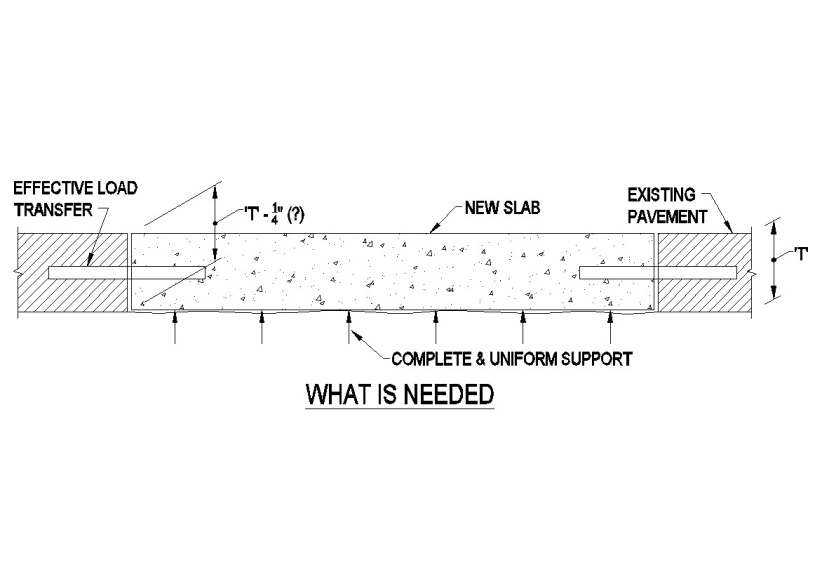 EFFECTIVE LOAD
TRANSFER
'T' - 1/4" (?)
NEW SLAB
EXISTING
PAVEMENT
'T'
COMPLETE & UNIFORM SUPPORT
WHAT IS NEEDED